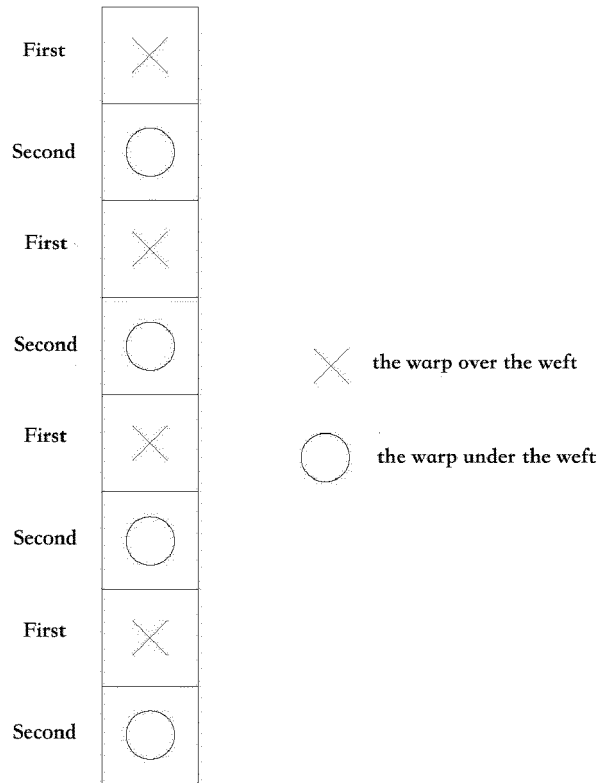 First
Second
First
Second
First
Second
First
Second
the warp over the weft
the warp under the weft